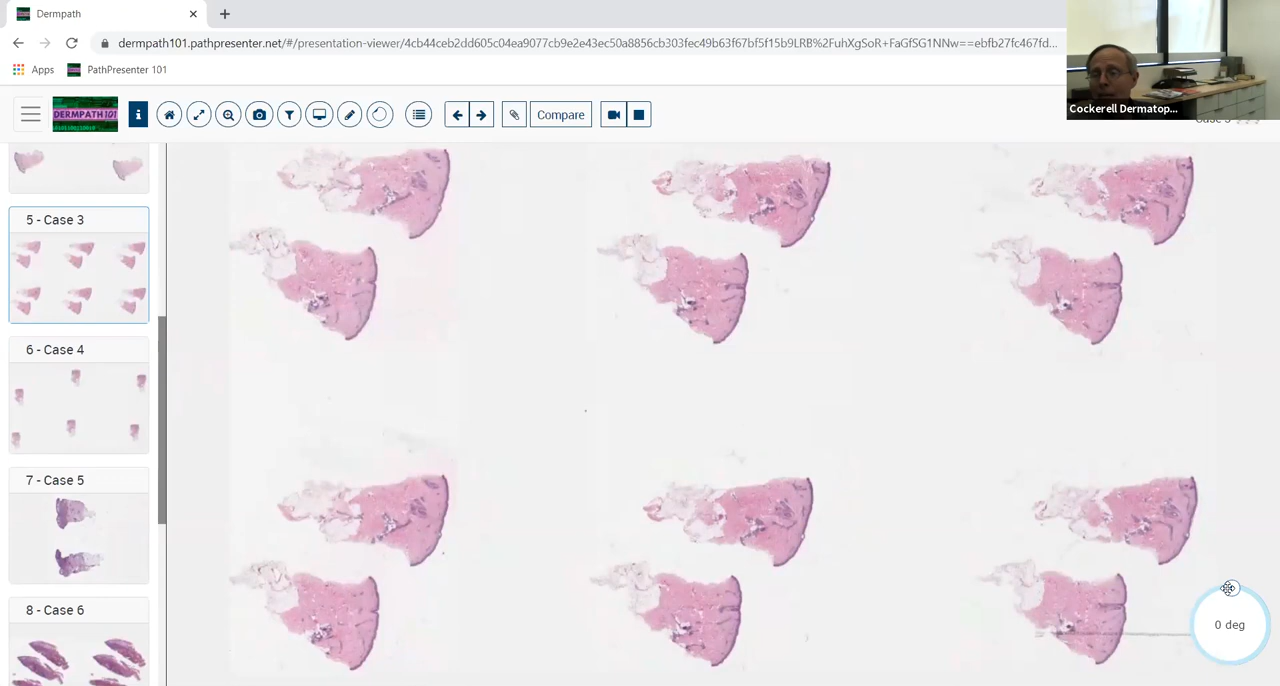 Dermpath
dermpath101.pathpresenter.net/#/presentation-viewer/4cb44ceb2dd605c04ea9077cb9e2e43ec50a8856cb303fec49b63f67bf5f15b9LRB%2FuhXgSoR+FaGfSG1NNw==ebfb27fc467fd...
Apps
PathPresenter 101
DERMPATH 101
i
Compare
Cockerell Dermatop...
5 - Case 3
6 - Case 4
7 - Case 5
8 - Case 6
0 deg